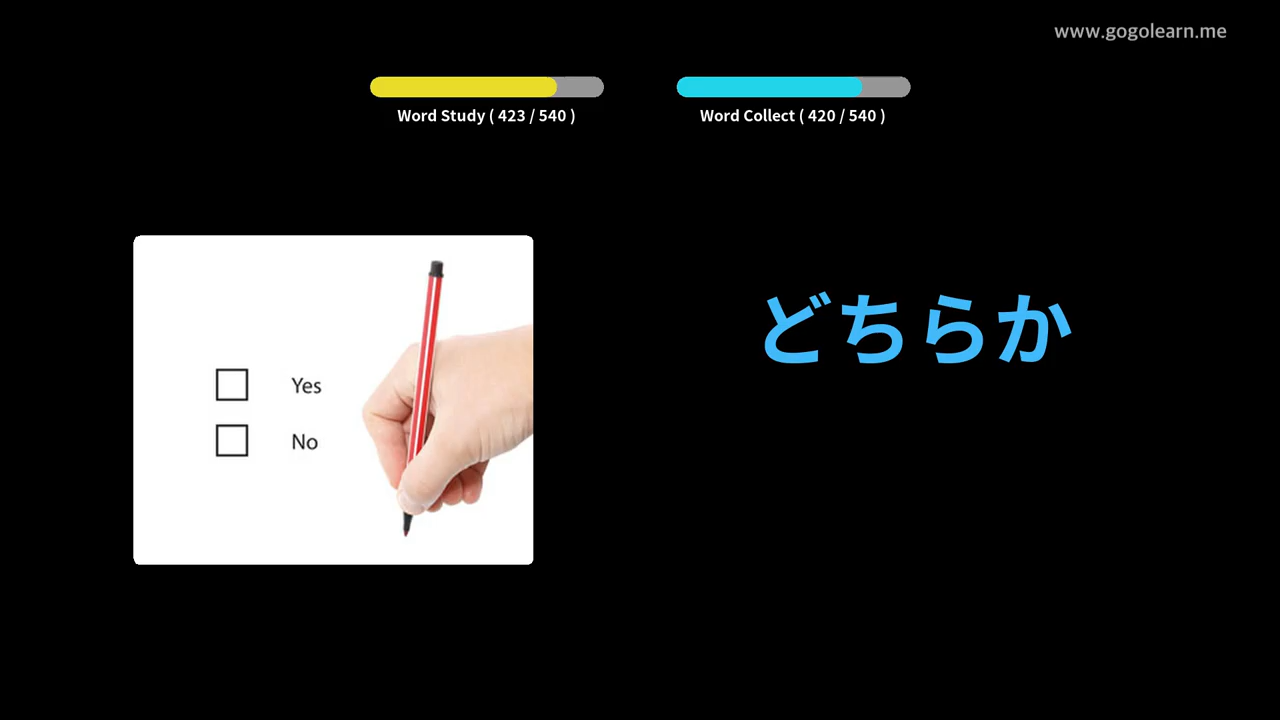 www.gogolearn.me
Word Study ( 423 / 540 )
Word Collect ( 420 / 540 )
どちらか
Yes
No